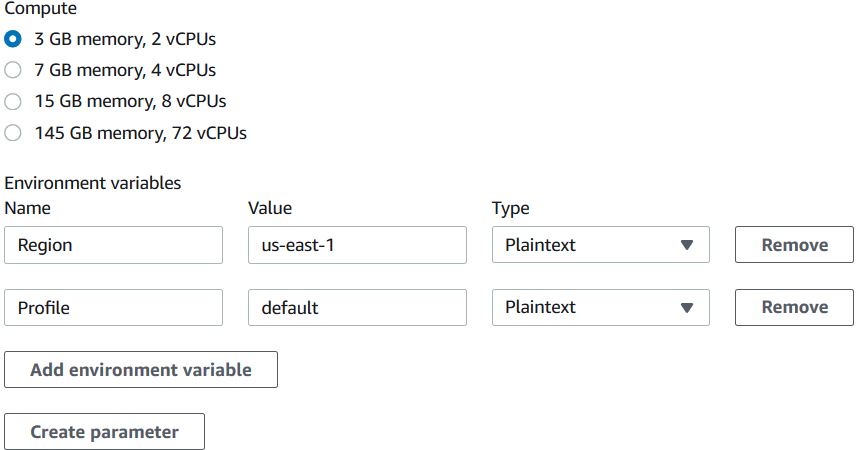 Compute
3 GB memory, 2 vCPUs
7 GB memory, 4 vCPUs
15 GB memory, 8 vCPUs
145 GB memory, 72 vCPUs
Environment variables
Name Value Type
Region us-east-1 Plaintext Remove
Profile default Plaintext Remove
Add environment variable
Create parameter